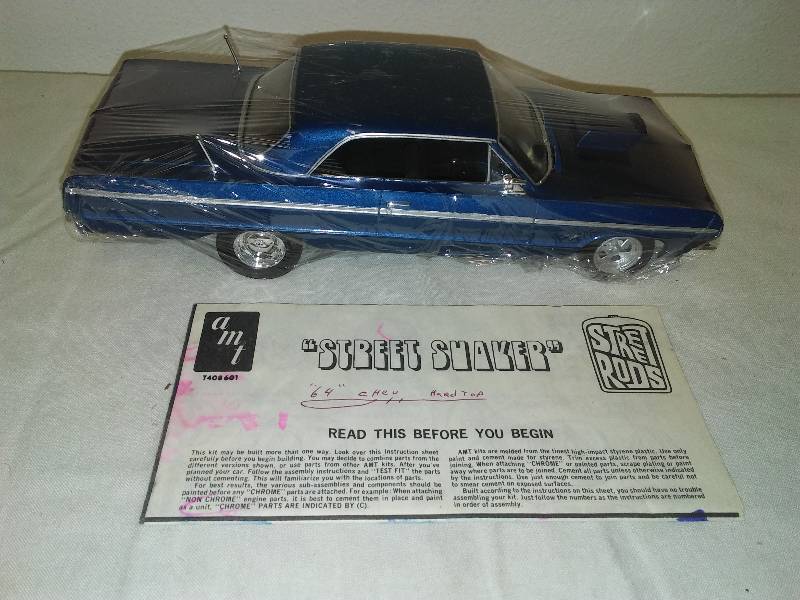 amt
T408601
"STREET SHAKER"
STREET RODS
"64" CHEV HardTop
READ THIS BEFORE YOU BEGIN
This kit may be built more than one way. Look over this instruction sheet
carefully before you begin building. You may decide to combine parts from the
different versions shown, or use parts from other AMT kits. After you've
planned your car. Follow the assembly instructions and "TEST FIT" the parts
without cementing. This will familiarize you with the locations of parts.
For best results, the various sub-assemblies and components should be
painted before any "CHROME" parts are attached. For example: When attaching
"NON CHROME" engine parts, it is best to cement them in place and paint
as a unit. "CHROME" PARTS ARE INDICATED BY (C).
AMT kits are molded from the finest high-impact styrene plastic. Use only
paint and cement made for styrene. Trim excess plastic from parts before
joining. When attaching "CHROME" or painted parts, scrape plating or paint
away where parts are to join. Cement all parts unless otherwise indicated
by the instructions. Use just enough cement to join parts and be careful not
to smear cement on exposed surfaces.
Built according to the instructions on this sheet, you should have no trouble
assembling your kit. Just follow the numbers as the instructions are numbered
in order of assembly.